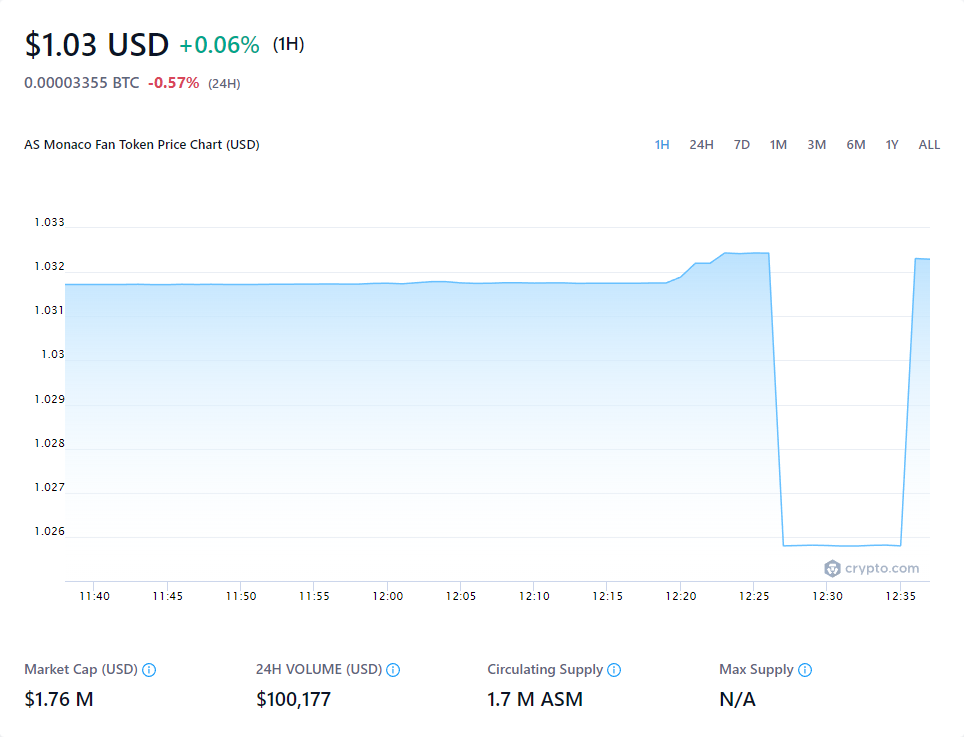 $1.03 USD +0.06% (1H)
0.00003355 BTC -0.57% (24H)
AS Monaco Fan Token Price Chart (USD) 1H 24H 7D 1M 3M 6M 1Y ALL
1.033
1.032
1.031
1.03
1.029
1.028
1.027
1.026
crypto.com
11:40 11:45 11:50 11:55 12:00 12:05 12:10 12:15 12:20 12:25 12:30 12:35
Market Cap (USD) 24H VOLUME (USD) Circulating Supply Max Supply
$1.76 M $100,177 1.7 M ASM N/A